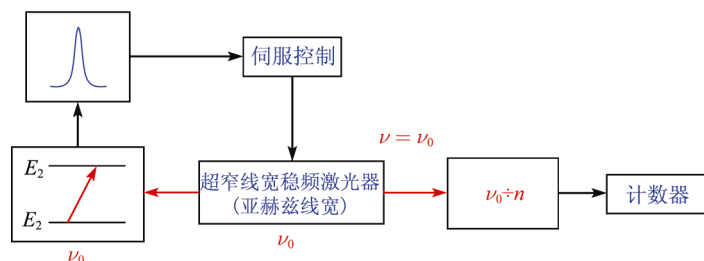 伺服控制
ν = ν₀
E₂
E₂
ν₀
超窄线宽稳频激光器
(亚赫兹线宽)
ν₀
ν₀÷n
计数器